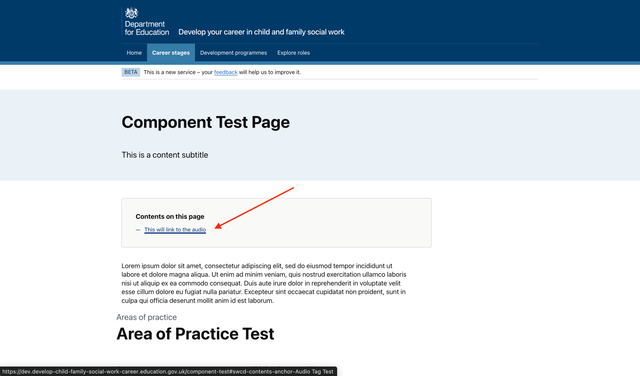 Department
for Education
Develop your career in child and family social work
Home Career stages Development programmes Explore roles
BETA This is a new service – your feedback will help us to improve it.
Component Test Page
This is a content subtitle
Contents on this page
— This will link to the audio
Lorem ipsum dolor sit amet, consectetur adipiscing elit, sed do eiusmod tempor incididunt ut
labore et dolore magna aliqua. Ut enim ad minim veniam, quis nostrud exercitation ullamco laboris
nisi ut aliquip ex ea commodo consequat. Duis aute irure dolor in reprehenderit in voluptate velit
esse cillum dolore eu fugiat nulla pariatur. Excepteur sint occaecat cupidatat non proident, sunt in
culpa qui officia deserunt mollit anim id est laborum.
Areas of practice
Area of Practice Test
https://dev.develop-child-family-social-work-career.education.gov.uk/component-test#swcd-contents-anchor-Audio Tag Test